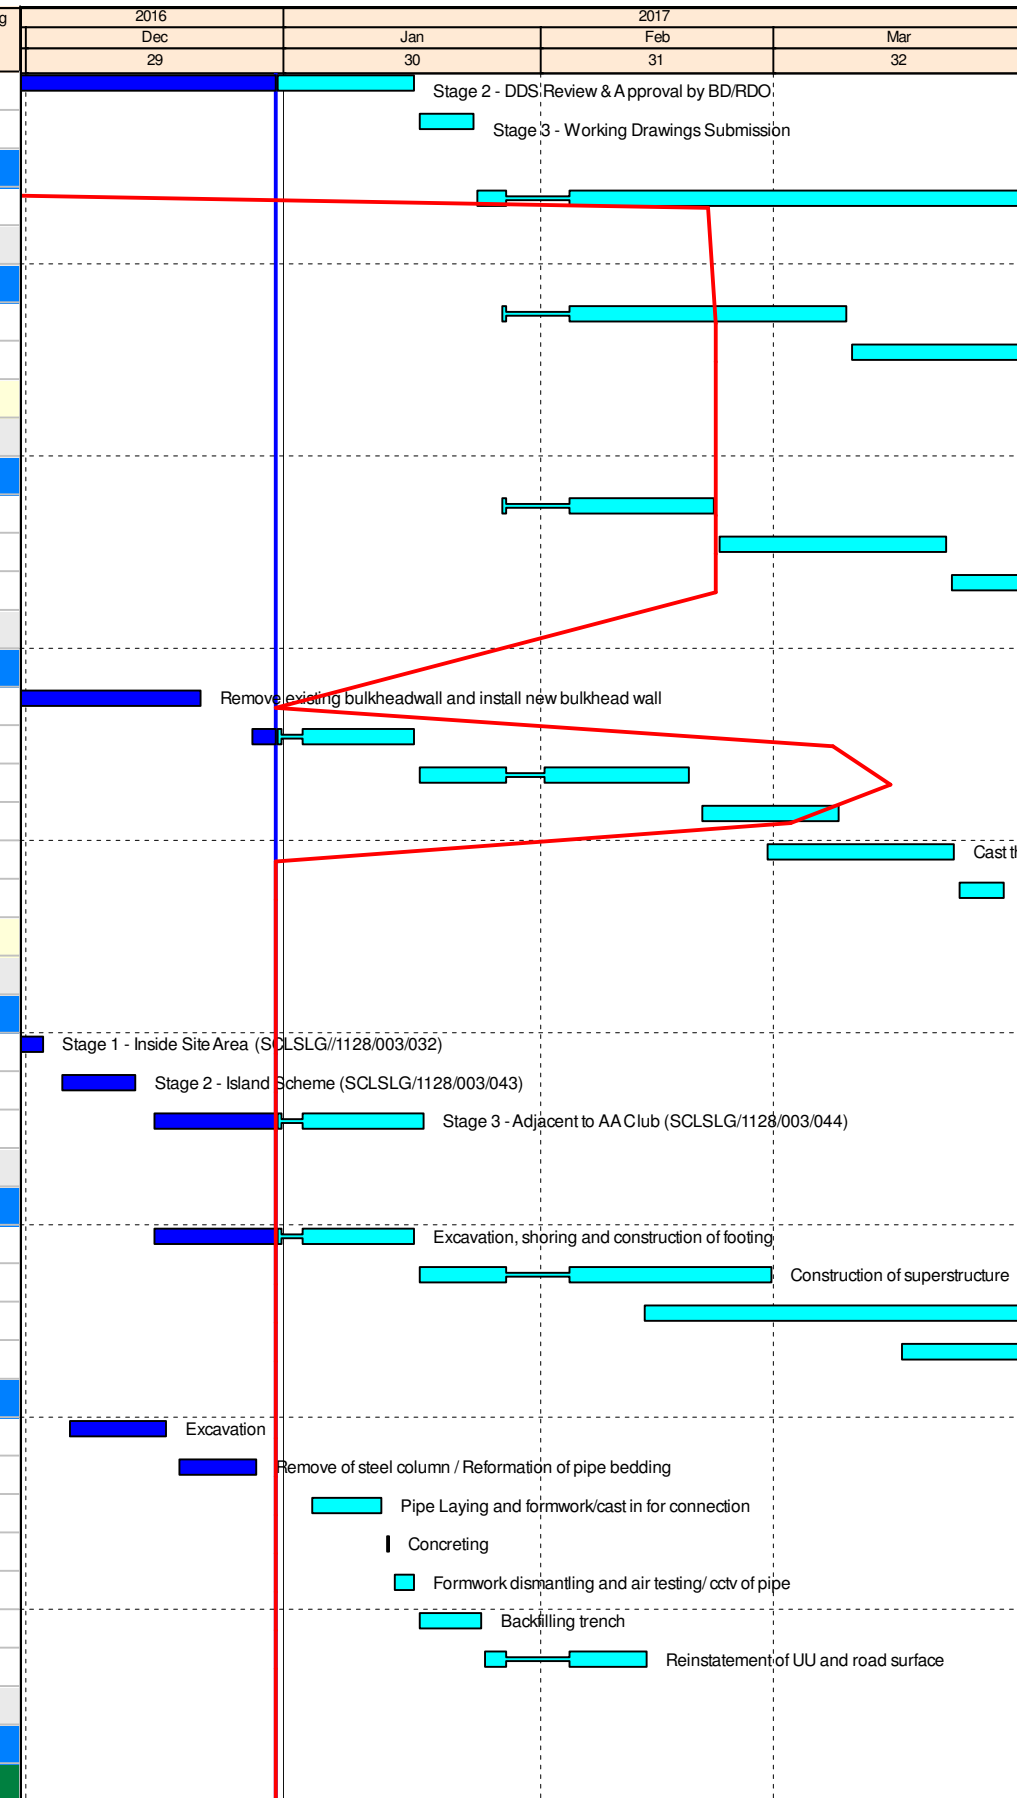 g
2016 2017
Dec Jan Feb Mar
29 30 31 32
Stage 2 - DDS Review & Approval by BD/RDO
Stage 3 - Working Drawings Submission
Remove existing bulkheadwall and install new bulkhead wall
Cast th
Stage 1 - Inside Site Area (SCLSLG//1128/003/032)
Stage 2 - Island Scheme (SCLSLG/1128/003/043)
Stage 3 - Adjacent to AA Club (SCLSLG/1128/003/044)
Excavation, shoring and construction of footing
Construction of superstructure
Excavation
Remove of steel column / Reformation of pipe bedding
Pipe Laying and formwork/cast in for connection
Concreting
Formwork dismantling and air testing/ cctv of pipe
Backfilling trench
Reinstatement of UU and road surface